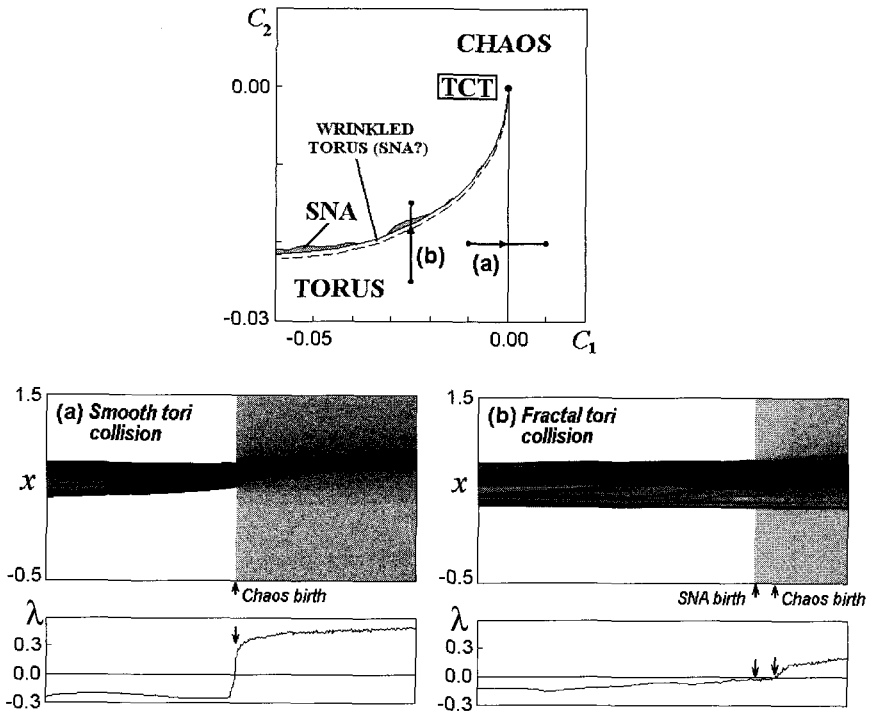 C₂
CHAOS
0.00
TCT
WRINKLED
TORUS (SNA?)
SNA
(b)
(a)
TORUS
-0.03
-0.05
0.00
C₁
1.5
(a) Smooth tori
collision
x
-0.5
Chaos birth
λ
0.3
0.0
-0.3
1.5
(b) Fractal tori
collision
x
-0.5
SNA birth
Chaos birth
λ
0.3
0.0
-0.3